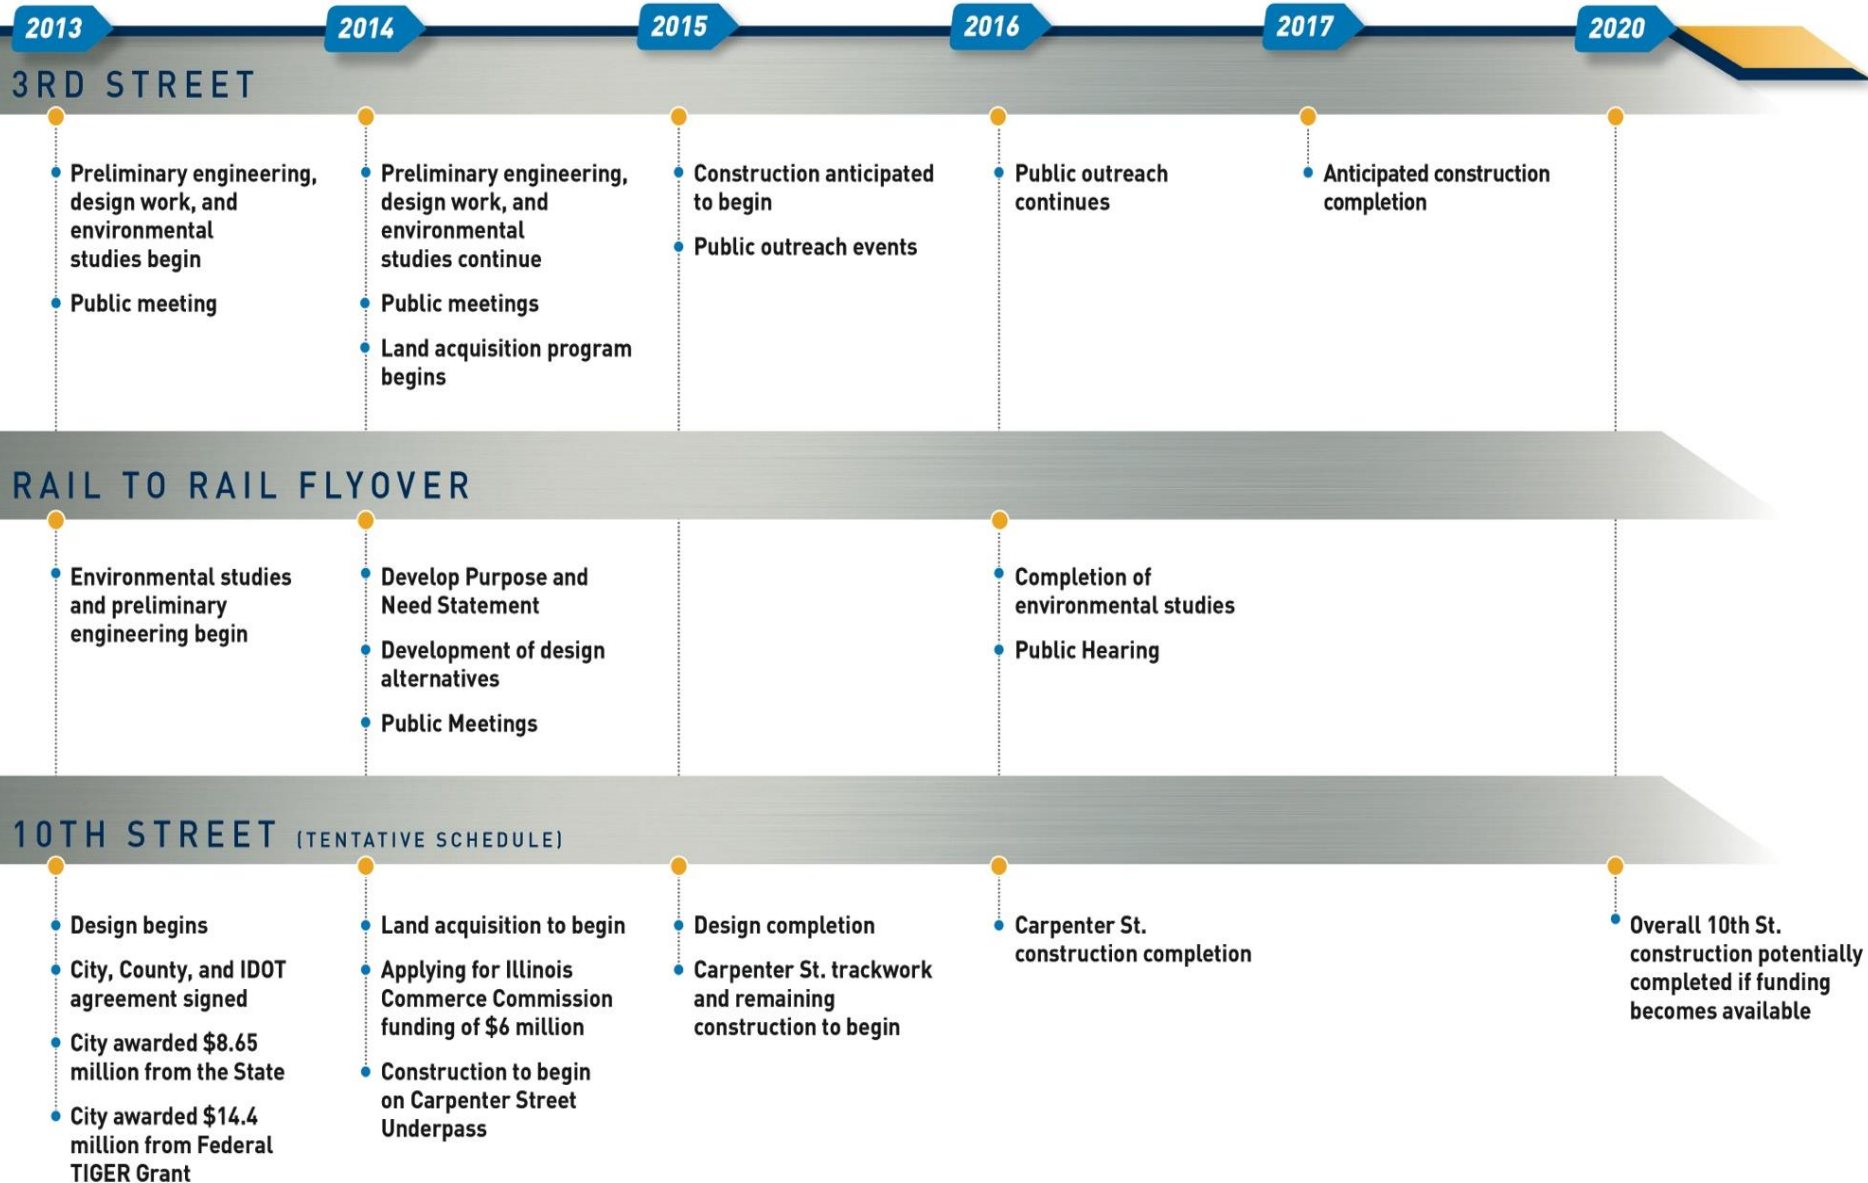 2013
2014
2015
2016
2017
2020
3RD STREET
Preliminary engineering,
design work, and
environmental
studies begin
Public meeting
Preliminary engineering,
design work, and
environmental
studies continue
Public meetings
Land acquisition program
begins
Construction anticipated
to begin
Public outreach events
Public outreach
continues
Anticipated construction
completion
RAIL TO RAIL FLYOVER
Environmental studies
and preliminary
engineering begin
Develop Purpose and
Need Statement
Development of design
alternatives
Public Meetings
Completion of
environmental studies
Public Hearing
10TH STREET (TENTATIVE SCHEDULE)
Design begins
City, County, and IDOT
agreement signed
City awarded $8.65
million from the State
City awarded $14.4
million from Federal
TIGER Grant
Land acquisition to begin
Applying for Illinois
Commerce Commission
funding of $6 million
Construction to begin
on Carpenter Street
Underpass
Design completion
Carpenter St. trackwork
and remaining
construction to begin
Carpenter St.
construction completion
Overall 10th St.
construction potentially
completed if funding
becomes available